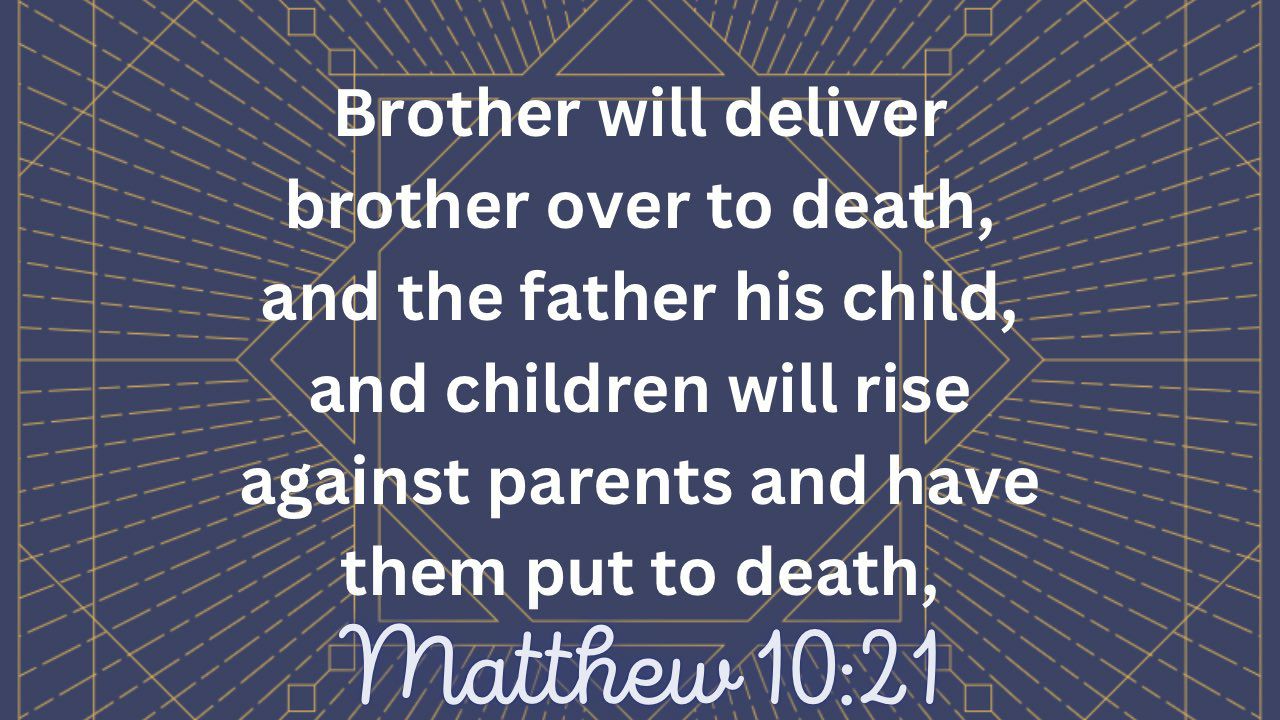 Brother will deliver
brother over to death,
and the father his child,
and children will rise
against parents and have
them put to death,
Matthew 10:21